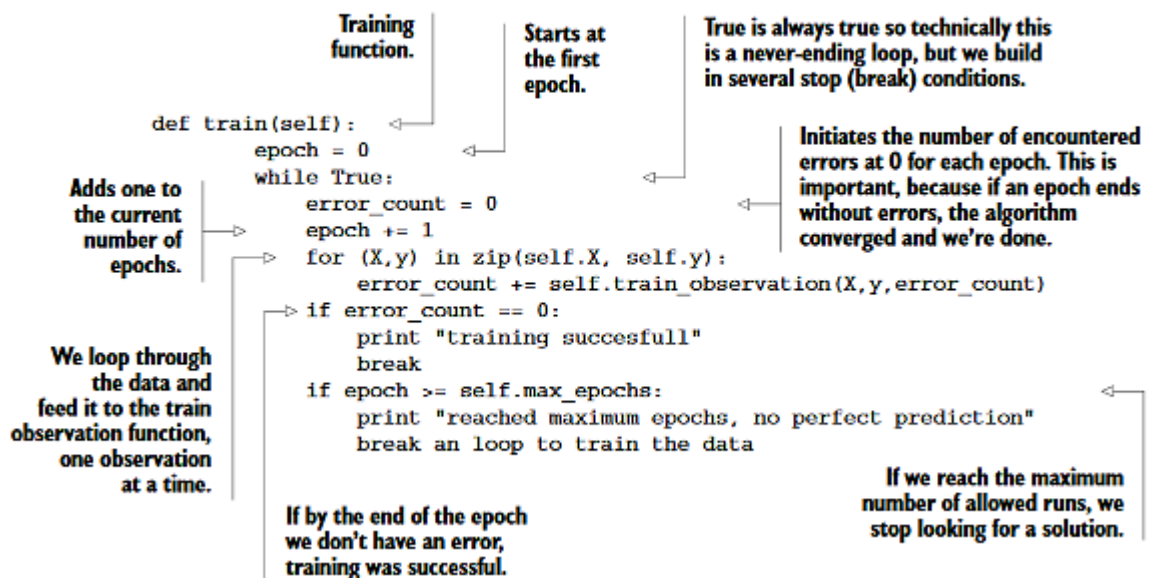 Training
function.
Starts at
the first
epoch.
True is always true so technically this
is a never-ending loop, but we build
in several stop (break) conditions.
def train(self):
epoch = 0
while True:
error_count = 0
epoch += 1
for (X,y) in zip(self.X, self.y):
error_count += self.train_observation(X,y,error_count)
if error_count == 0:
print "training succesfull"
break
if epoch >= self.max_epochs:
print "reached maximum epochs, no perfect prediction"
break an loop to train the data
Initiates the number of encountered
errors at 0 for each epoch. This is
important, because if an epoch ends
without errors, the algorithm
converged and we're done.
Adds one to
the current
number of
epochs.
We loop through
the data and
feed it to the train
observation function,
one observation
at a time.
If we reach the maximum
number of allowed runs, we
stop looking for a solution.
If by the end of the epoch
we don't have an error,
training was successful.